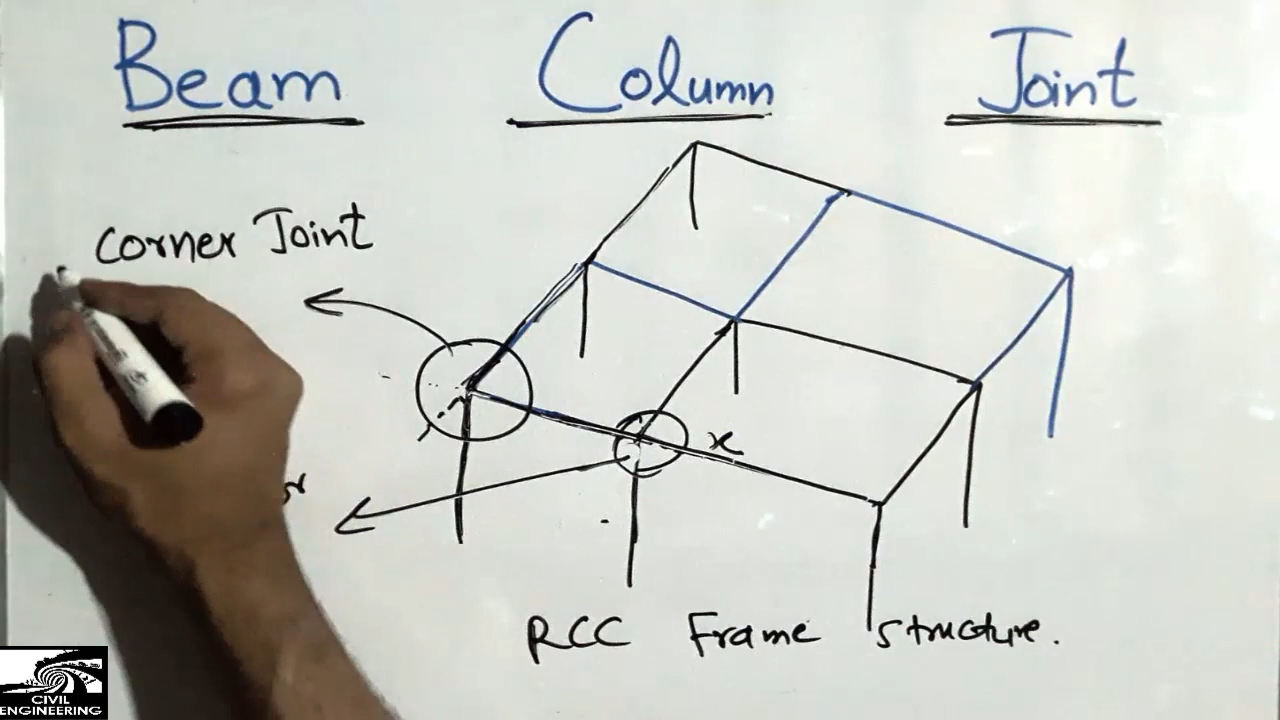 Beam Column Joint
Corner Joint
x
RCC Frame Structure.
CIVIL
ENGINEERING